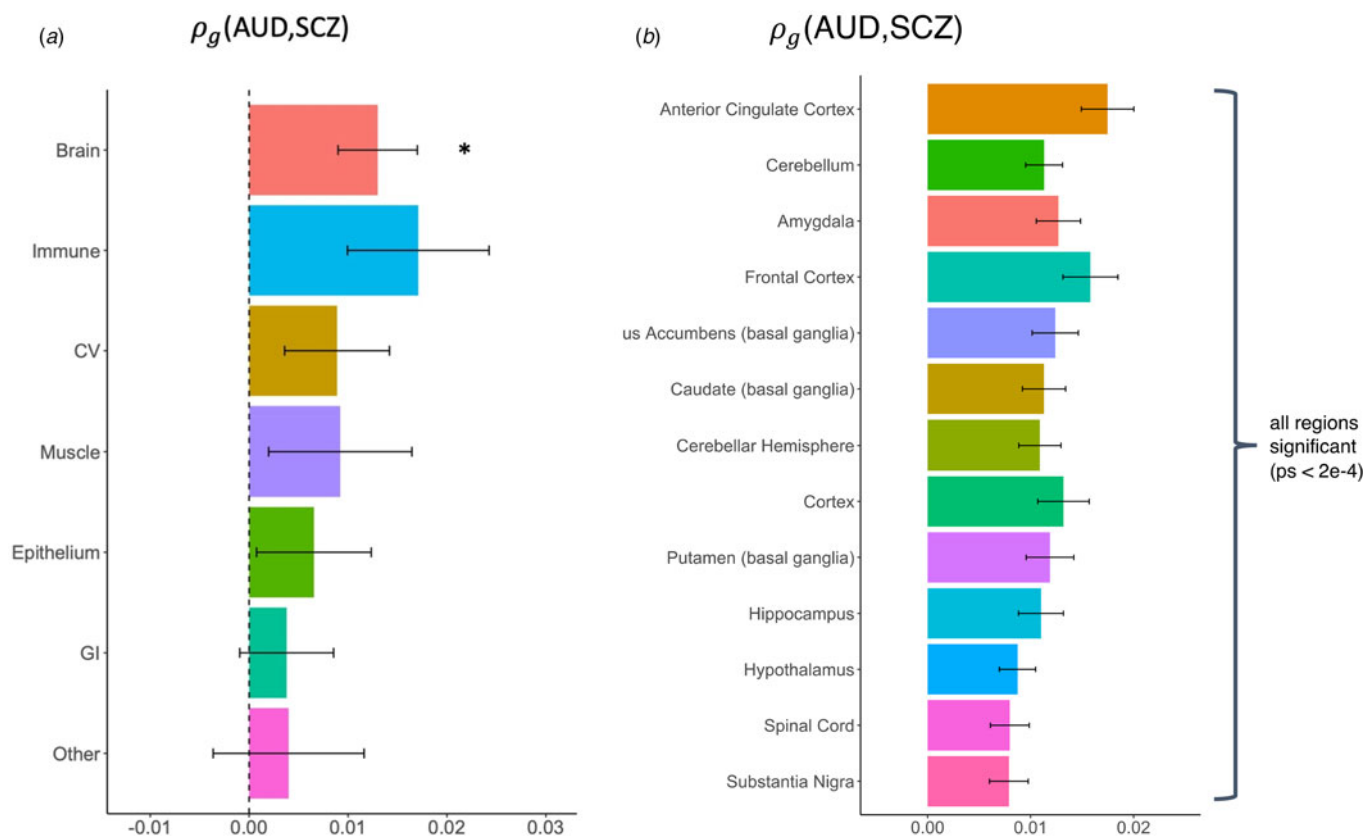 (a) ρg(AUD,SCZ)
Brain
*
Immune
CV
Muscle
Epithelium
GI
Other
-0.01 0.00 0.01 0.02 0.03
(b) ρg(AUD,SCZ)
Anterior Cingulate Cortex
Cerebellum
Amygdala
Frontal Cortex
us Accumbens (basal ganglia)
Caudate (basal ganglia)
Cerebellar Hemisphere
Cortex
Putamen (basal ganglia)
Hippocampus
Hypothalamus
Spinal Cord
Substantia Nigra
0.00 0.01 0.02
all regions
significant
(ps < 2e-4)